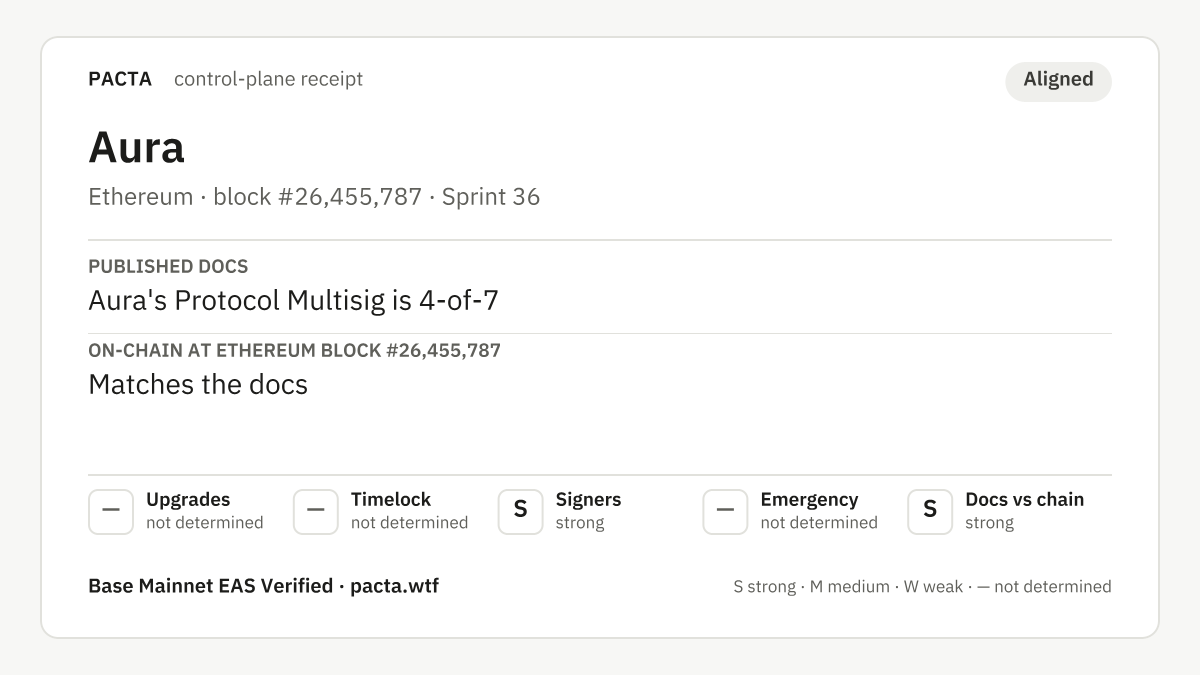 PACTA control-plane receipt
Aligned
Aura
Ethereum · block #26,455,787 · Sprint 36
PUBLISHED DOCS
Aura's Protocol Multisig is 4-of-7
ON-CHAIN AT ETHEREUM BLOCK #26,455,787
Matches the docs
— Upgrades
not determined
— Timelock
not determined
S Signers
strong
— Emergency
not determined
S Docs vs chain
strong
Base Mainnet EAS Verified · pacta.wtf
S strong · M medium · W weak · — not determined